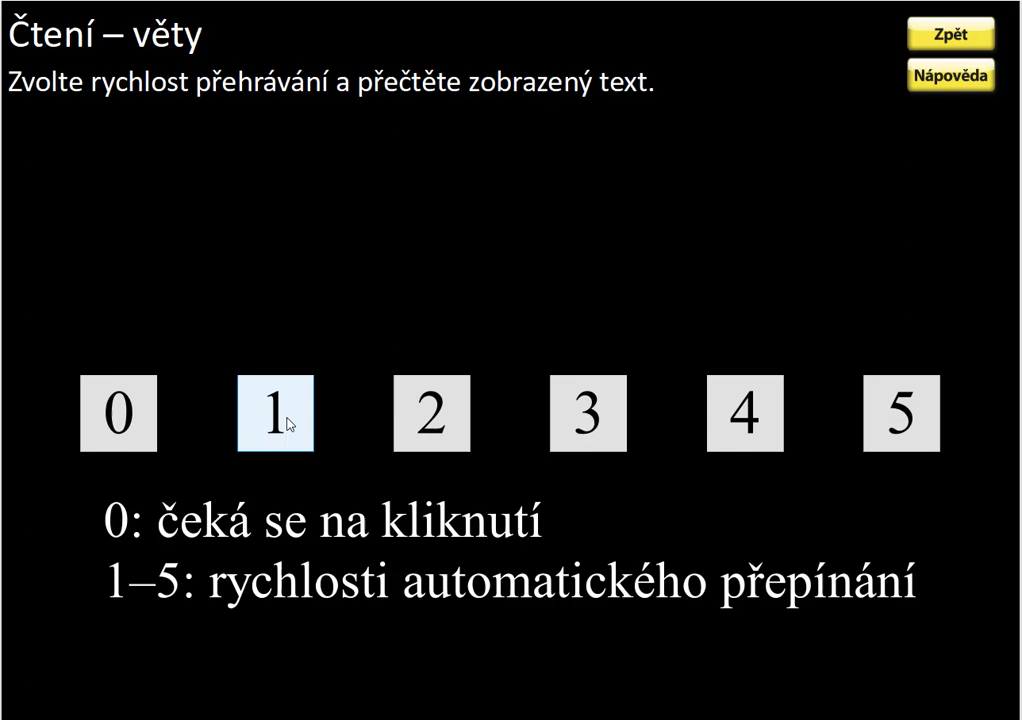 Čtení – věty
Zpět
Zvolte rychlost přehrávání a přečtěte zobrazený text.
Nápověda
0 1 2 3 4 5
0: čeká se na kliknutí
1–5: rychlosti automatického přepínání